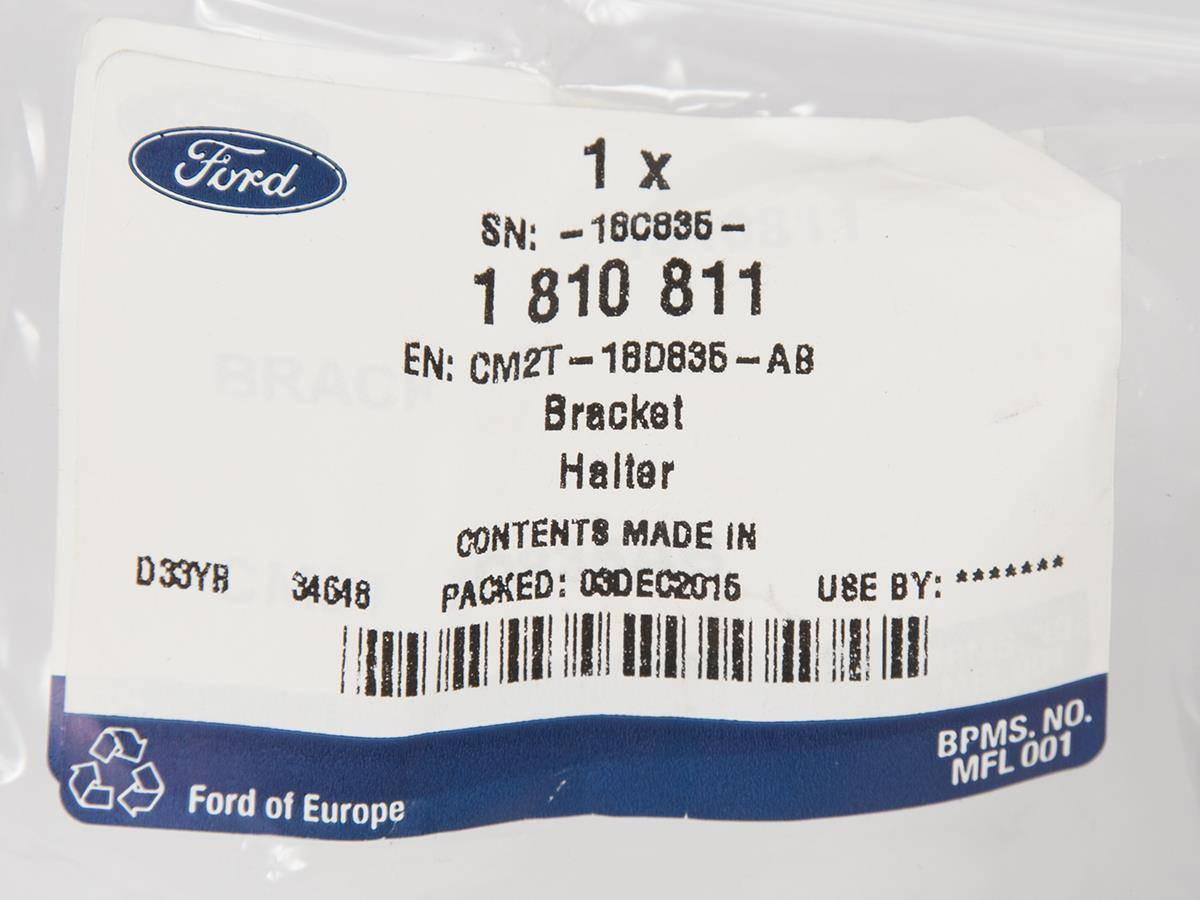 Ford
1 x
SN: -18C835-
1 810 811
EN: CM2T-18D835-AB
Bracket
Halter
CONTENTS MADE IN
D33YB 34648 PACKED: 03DEC2015 USE BY: *******
Ford of Europe
BPMS. NO.
MFL 001